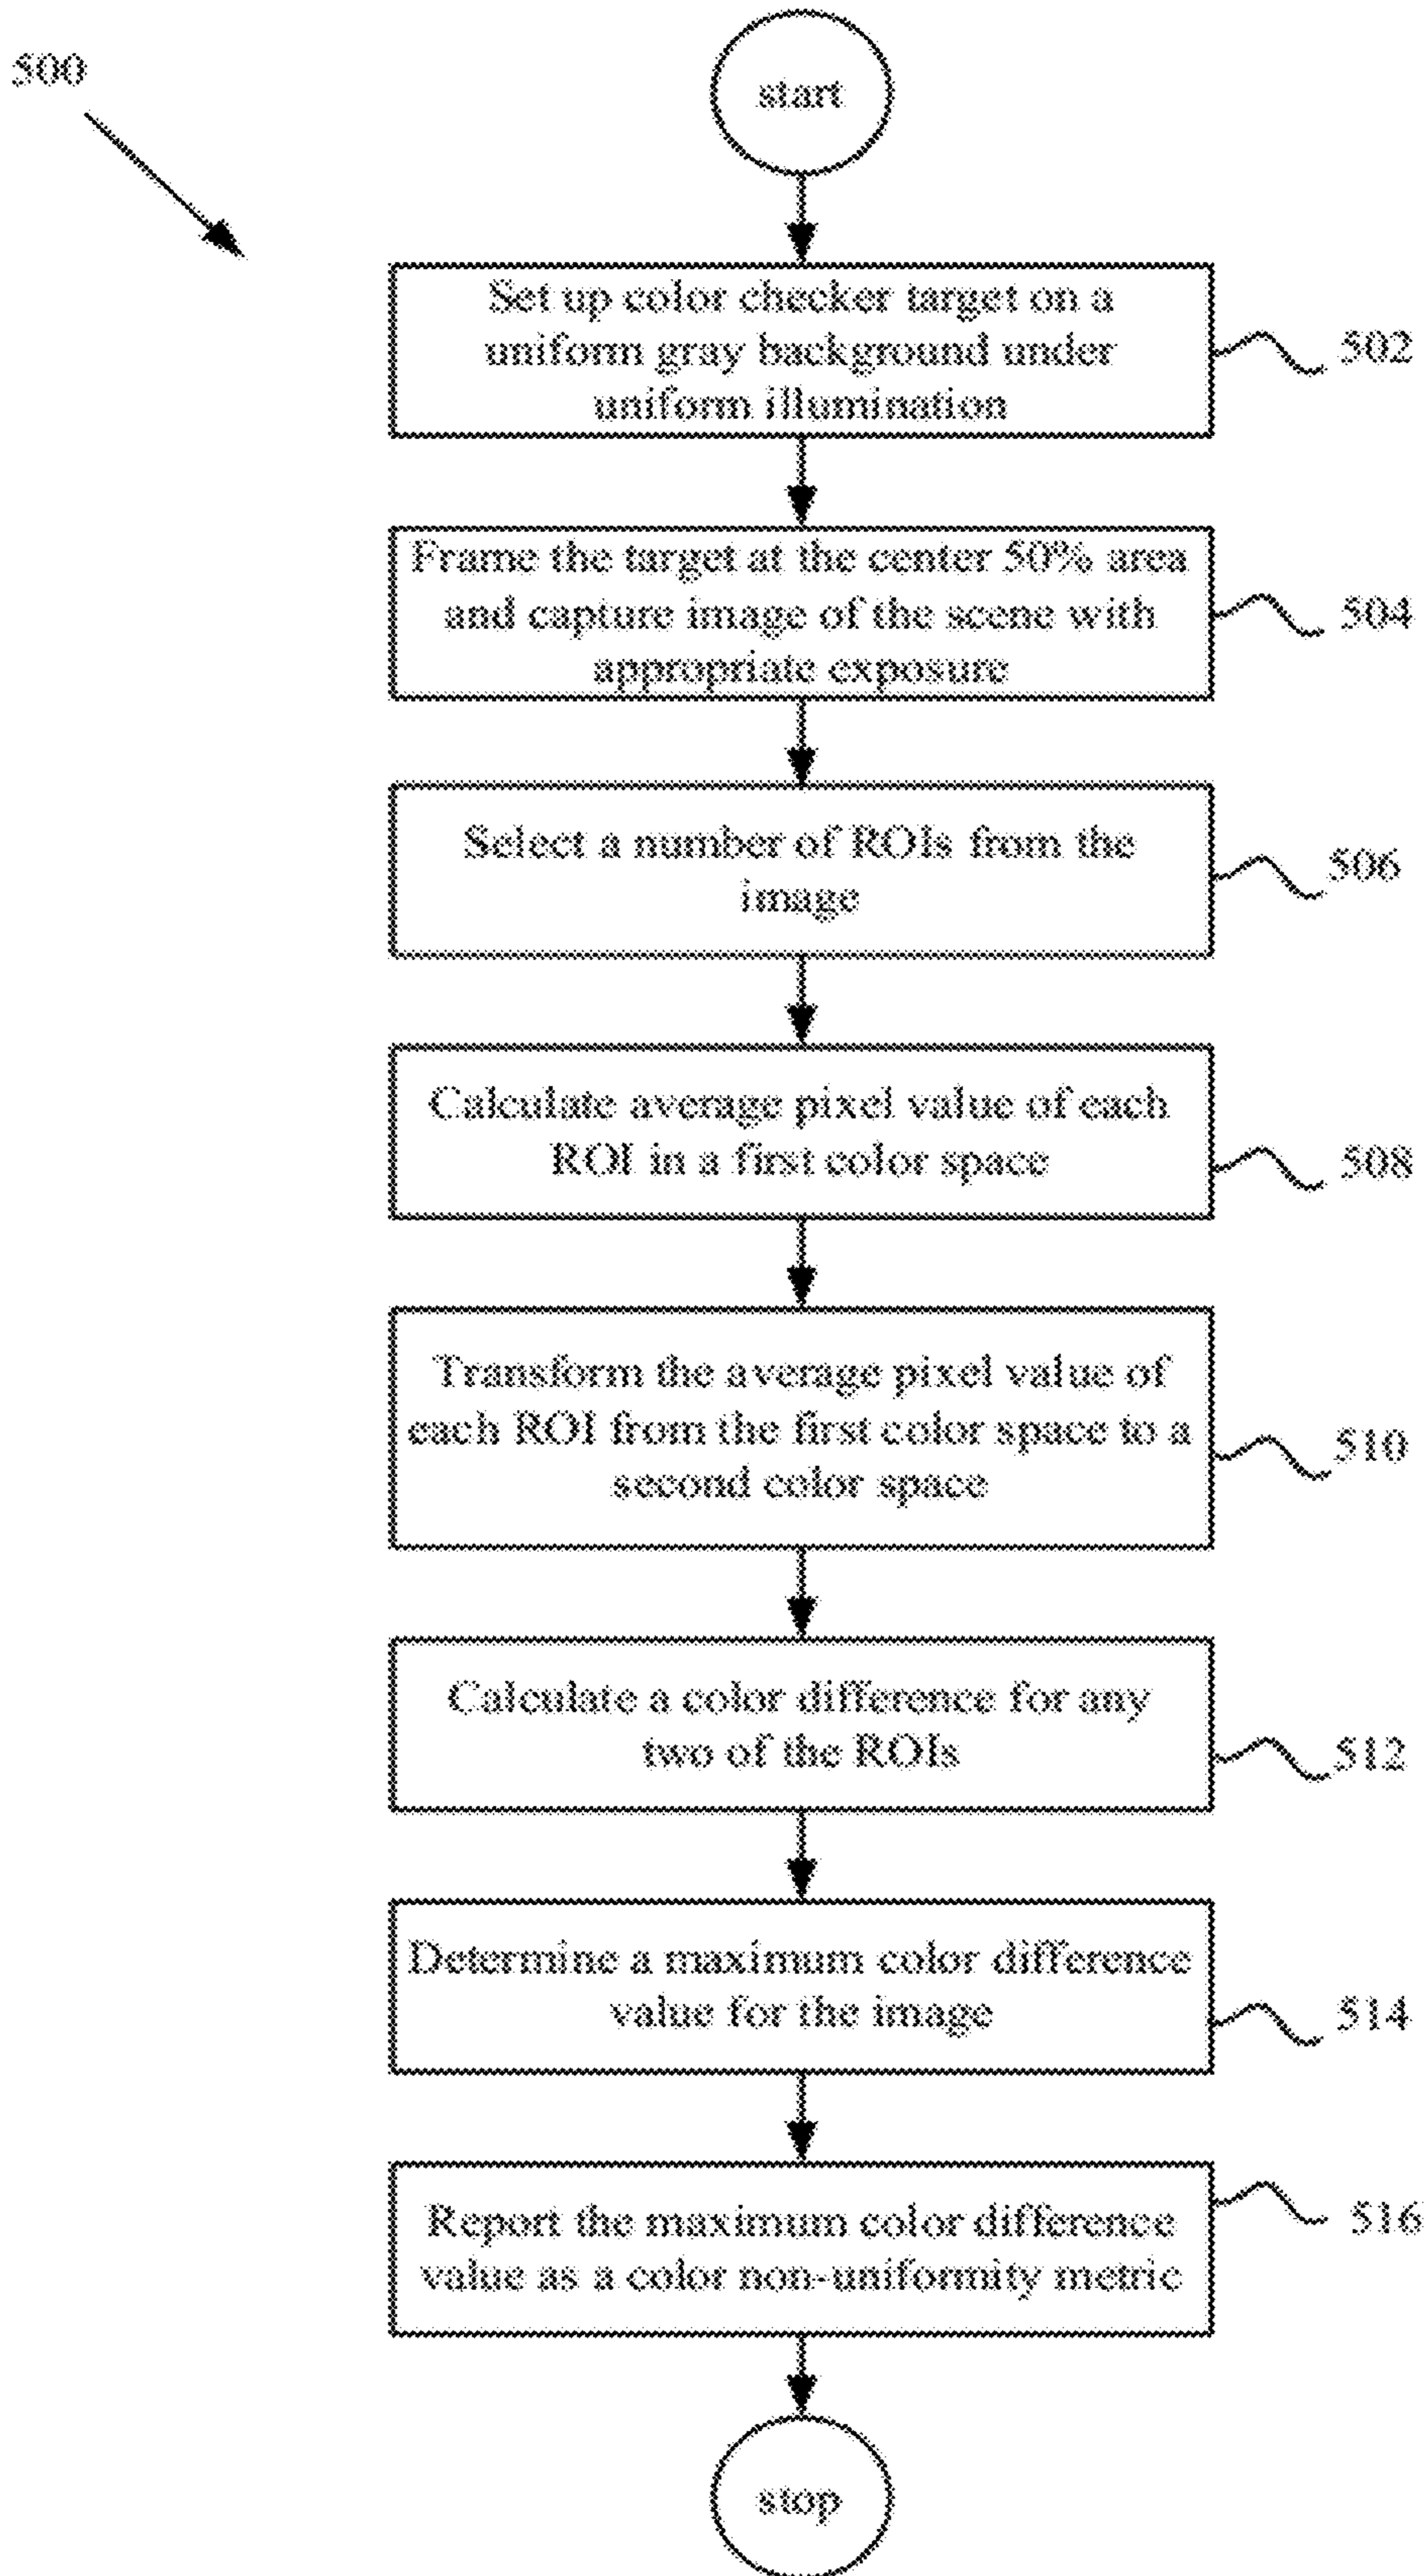 500
start
Set up color checker target on a
uniform gray background under
uniform illumination
502
Frame the target at the center 50% area
and capture image of the scene with
appropriate exposure
504
Select a number of ROIs from the
image
506
Calculate average pixel value of each
ROI in a first color space
508
Transform the average pixel value of
each ROI from the first color space to a
second color space
510
Calculate a color difference for any
two of the ROIs
512
Determine a maximum color difference
value for the image
514
Report the maximum color difference
value as a color non-uniformity metric
516
stop